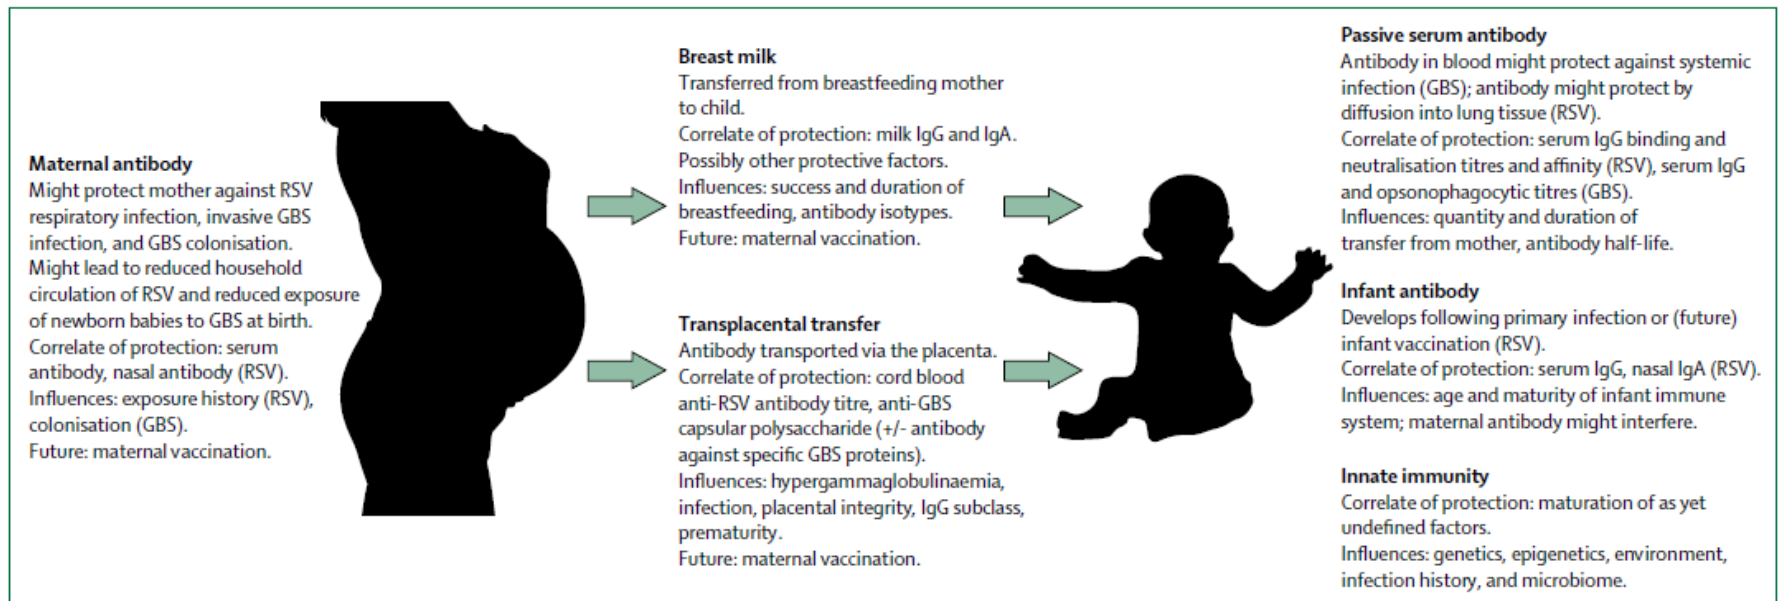 Maternal antibody
Might protect mother against RSV
respiratory infection, invasive GBS
infection, and GBS colonisation.
Might lead to reduced household
circulation of RSV and reduced exposure
of newborn babies to GBS at birth.
Correlate of protection: serum
antibody, nasal antibody (RSV).
Influences: exposure history (RSV),
colonisation (GBS).
Future: maternal vaccination.
Breast milk
Transferred from breastfeeding mother
to child.
Correlate of protection: milk IgG and IgA.
Possibly other protective factors.
Influences: success and duration of
breastfeeding, antibody isotypes.
Future: maternal vaccination.
Transplacental transfer
Antibody transported via the placenta.
Correlate of protection: cord blood
anti-RSV antibody titre, anti-GBS
capsular polysaccharide (+/- antibody
against specific GBS proteins).
Influences: hypergammaglobulinaemia,
infection, placental integrity, IgG subclass,
prematurity.
Future: maternal vaccination.
Passive serum antibody
Antibody in blood might protect against systemic
infection (GBS); antibody might protect by
diffusion into lung tissue (RSV).
Correlate of protection: serum IgG binding and
neutralisation titres and affinity (RSV), serum IgG
and opsonophagocytic titres (GBS).
Influences: quantity and duration of
transfer from mother, antibody half-life.
Infant antibody
Develops following primary infection or (future)
infant vaccination (RSV).
Correlate of protection: serum IgG, nasal IgA (RSV).
Influences: age and maturity of infant immune
system; maternal antibody might interfere.
Innate immunity
Correlate of protection: maturation of as yet
undefined factors.
Influences: genetics, epigenetics, environment,
infection history, and microbiome.